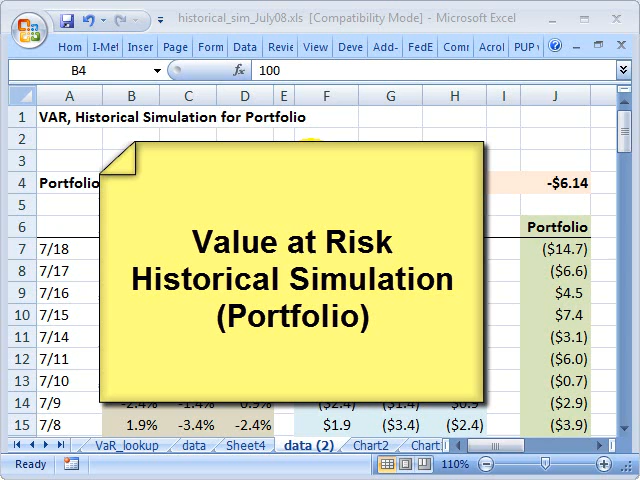 historical_sim_July08.xls [Compatibility Mode] - Microsoft Excel
Hom I-Met Inser Page Form Data Revie View Deve Add- FedE Comr Acrol PUP v
B4 fx 100
A B C D E F G H I J
1 VAR, Historical Simulation for Portfolio
2
3
4 Portfolio -$6.14
5
6 Portfolio
7 7/18 ($14.7)
8 7/17 ($6.6)
9 7/16 $4.5
10 7/15 $7.4
11 7/14 ($3.1)
12 7/11 ($6.0)
13 7/10 ($0.7)
14 7/9 -2.4% -1.4% 0.9% ($2.4) ($1.4) $0.9 ($2.9)
15 7/8 1.9% -3.4% -2.4% $1.9 ($3.4) ($2.4) ($3.9)
Value at Risk
Historical Simulation
(Portfolio)
VaR_lookup data Sheet4 data (2) Chart2 Chart
Ready 110%